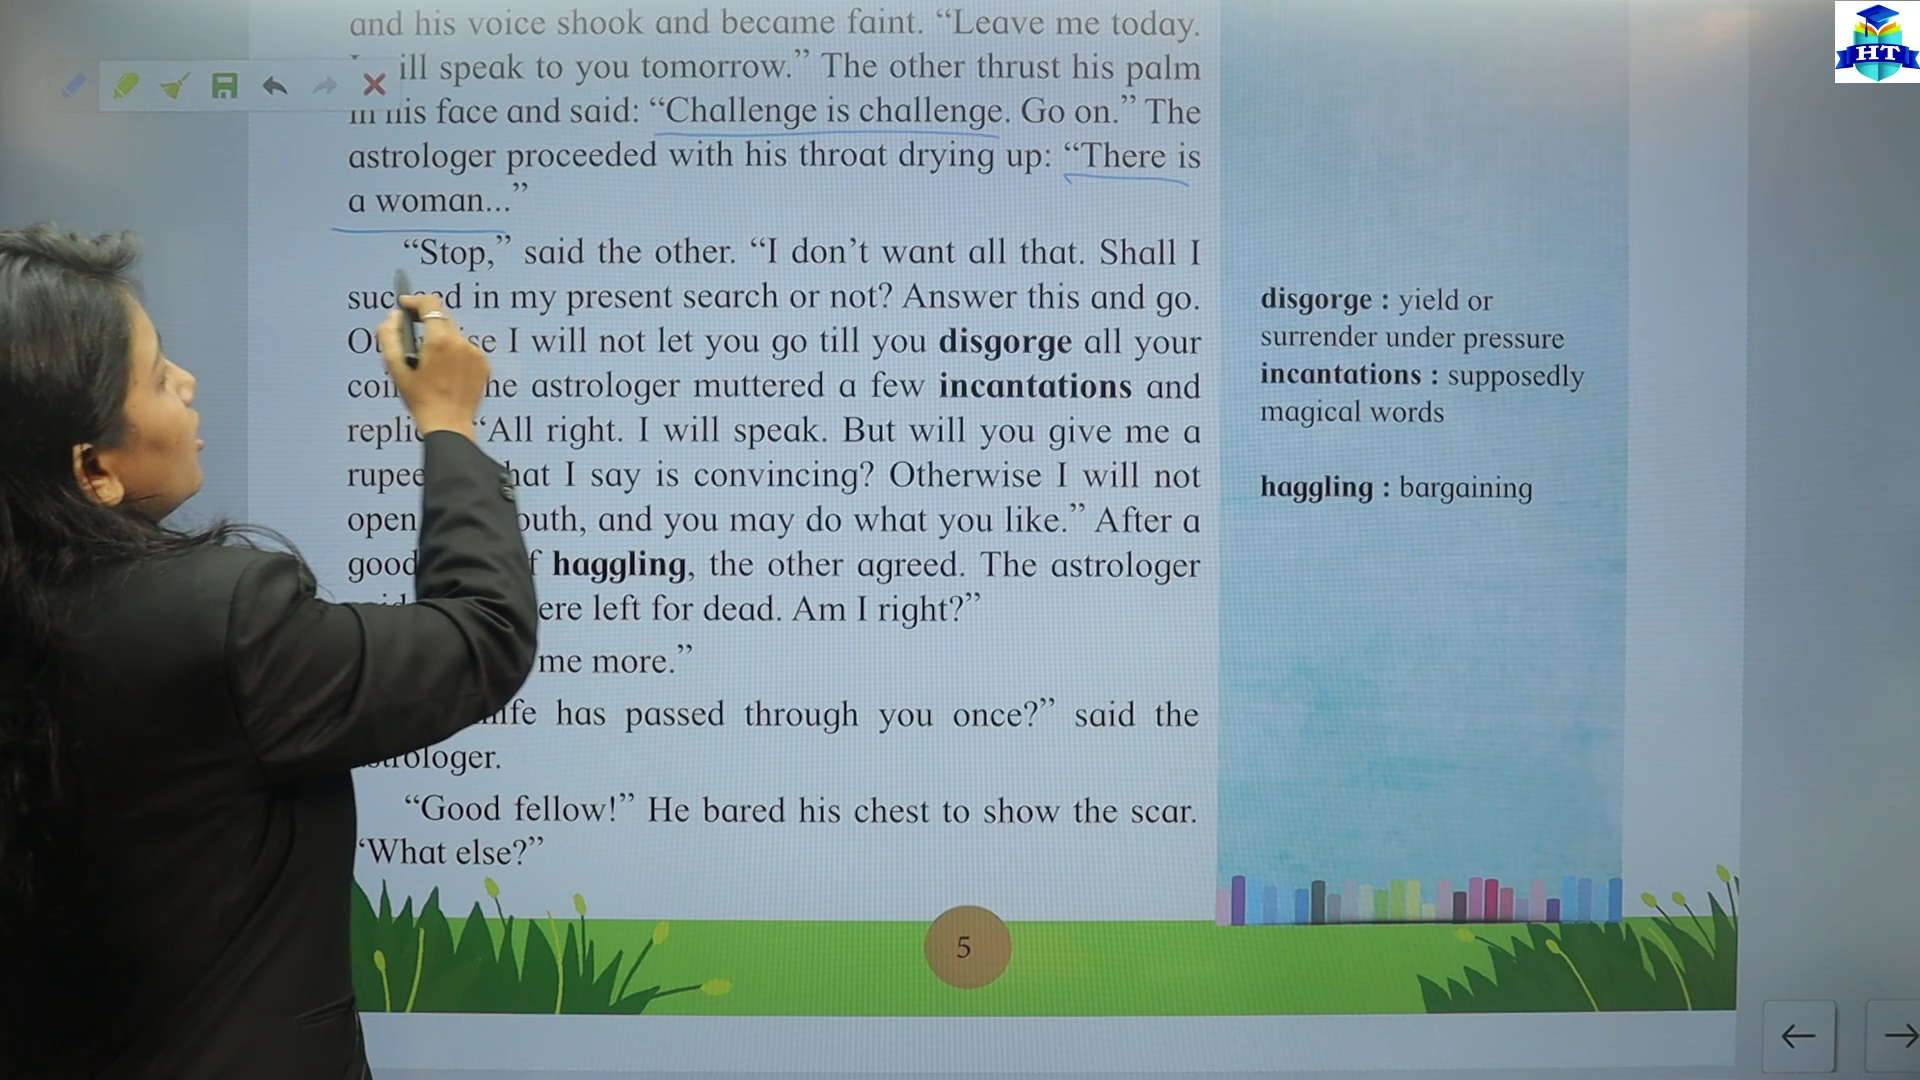 and his voice shook and became faint. “Leave me today.
ill speak to you tomorrow.” The other thrust his palm
in his face and said: “Challenge is challenge. Go on.” The
astrologer proceeded with his throat drying up: “There is
a woman...”
“Stop,” said the other. “I don’t want all that. Shall I
succeed in my present search or not? Answer this and go.
I will not let you go till you disgorge all your
astrologer muttered a few incantations and
“All right. I will speak. But will you give me a
rupee I say is convincing? Otherwise I will not
open and you may do what you like.” After a
good haggling, the other agreed. The astrologer
left for dead. Am I right?”
me more.”
has passed through you once?” said the
astrologer.
“Good fellow!” He bared his chest to show the scar.
“What else?”
disgorge : yield or
surrender under pressure
incantations : supposedly
magical words
haggling : bargaining
5
HT